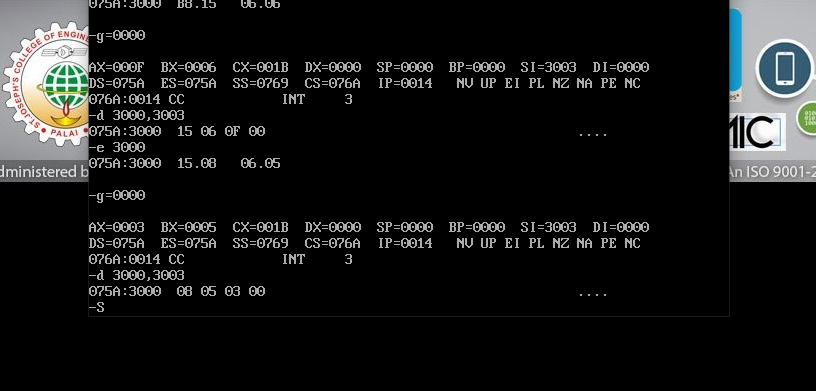 075A:3000  B8.15   06.06
-g=0000
AX=000F  BX=0006  CX=001B  DX=0000  SP=0000  BP=0000  SI=3003  DI=0000
DS=075A  ES=075A  SS=0769  CS=076A  IP=0014   NV UP EI PL NZ NA PE NC
076A:0014 CC            INT     3
-d 3000,3003
075A:3000  15 06 0F 00                                        ....
-e 3000
075A:3000  15.08   06.05
-g=0000
AX=0003  BX=0005  CX=001B  DX=0000  SP=0000  BP=0000  SI=3003  DI=0000
DS=075A  ES=075A  SS=0769  CS=076A  IP=0014   NV UP EI PL NZ NA PE NC
076A:0014 CC            INT     3
-d 3000,3003
075A:3000  08 05 03 00                                        ....
-S
ST.JOSEPH'S COLLEGE OF ENGINE
PALAI
dministered b
MIC
An ISO 9001-2